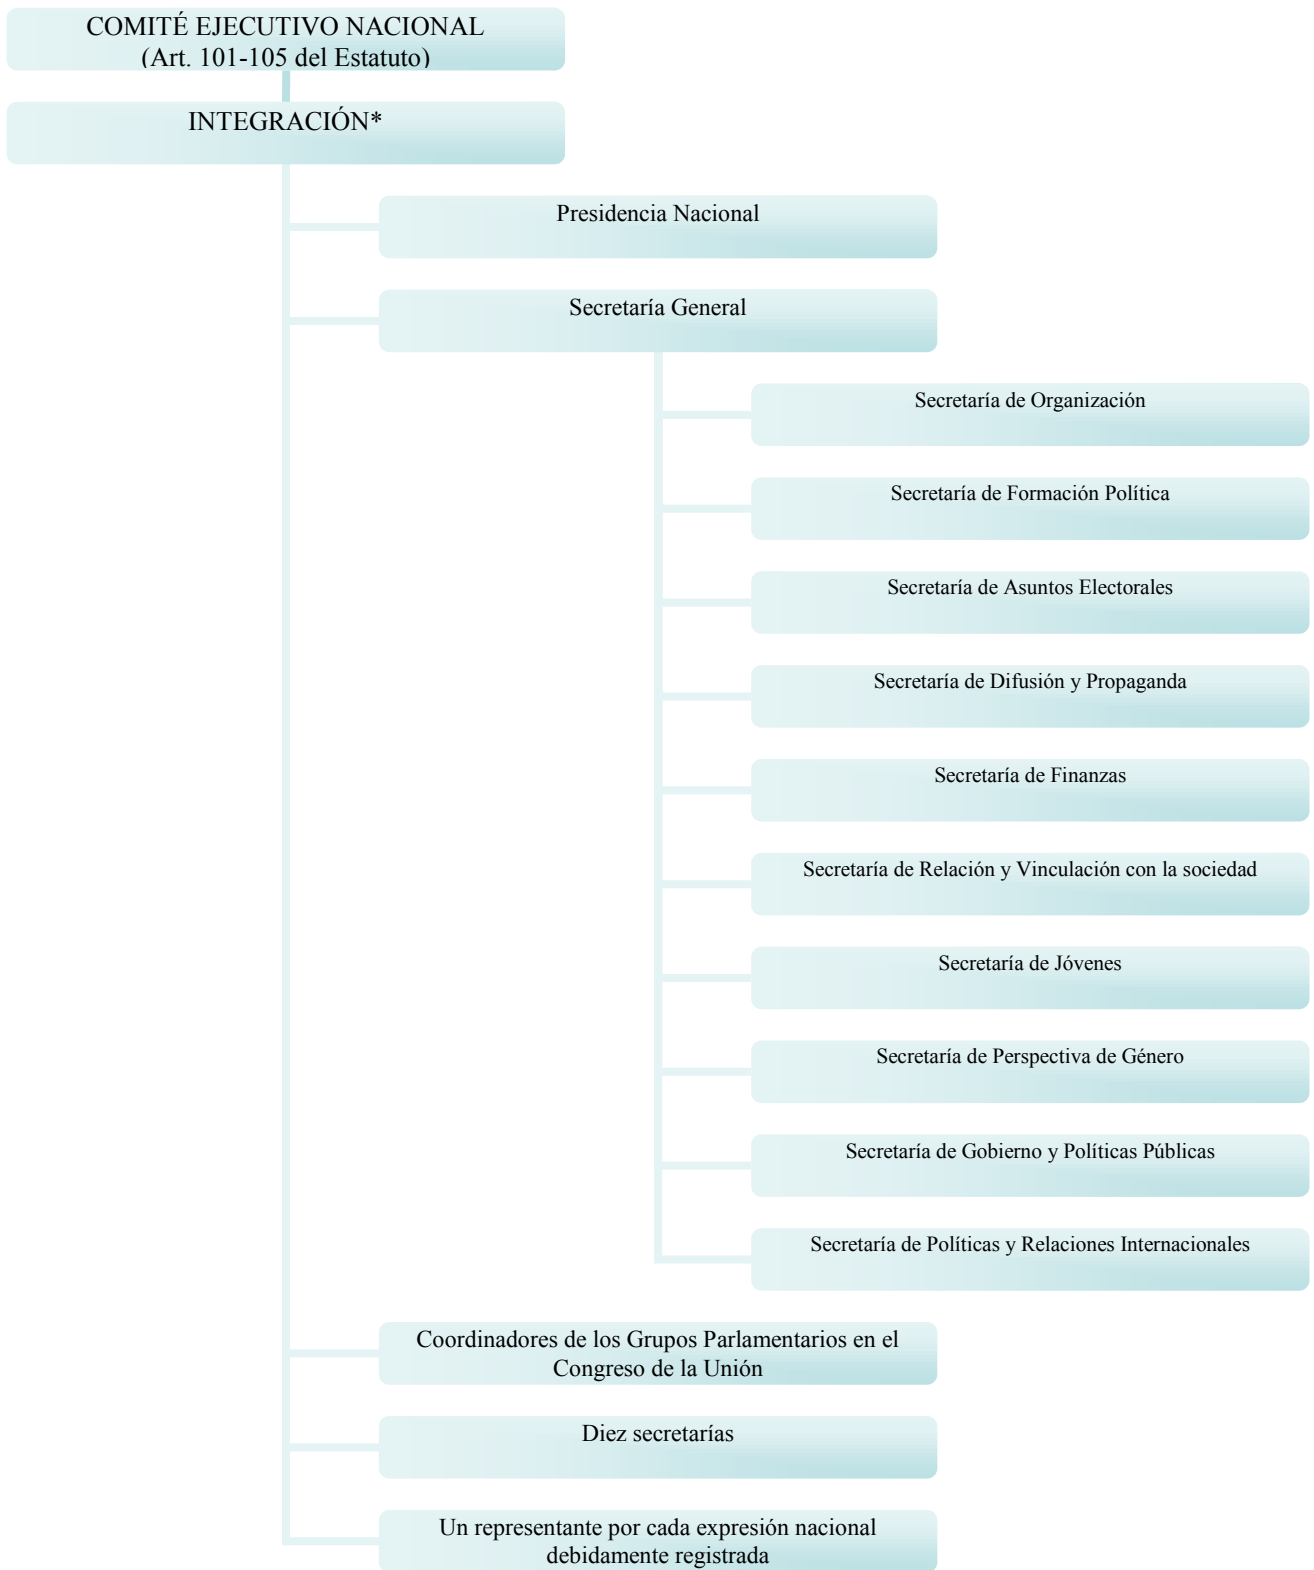 COMITÉ EJECUTIVO NACIONAL
(Art. 101-105 del Estatuto)
INTEGRACIÓN*
Presidencia Nacional
Secretaría General
Secretaría de Organización
Secretaría de Formación Política
Secretaría de Asuntos Electorales
Secretaría de Difusión y Propaganda
Secretaría de Finanzas
Secretaría de Relación y Vinculación con la sociedad
Secretaría de Jóvenes
Secretaría de Perspectiva de Género
Secretaría de Gobierno y Políticas Públicas
Secretaría de Políticas y Relaciones Internacionales
Coordinadores de los Grupos Parlamentarios en el
Congreso de la Unión
Diez secretarías
Un representante por cada expresión nacional
debidamente registrada